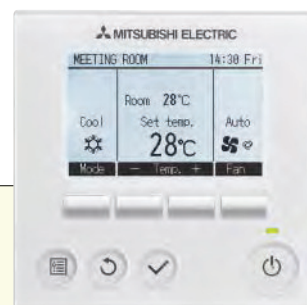 MITSUBISHI ELECTRIC
MEETING ROOM 14:30 Fri
Room 28°C
Cool Set temp. Auto
28°C
Mode − Temp. + Fan